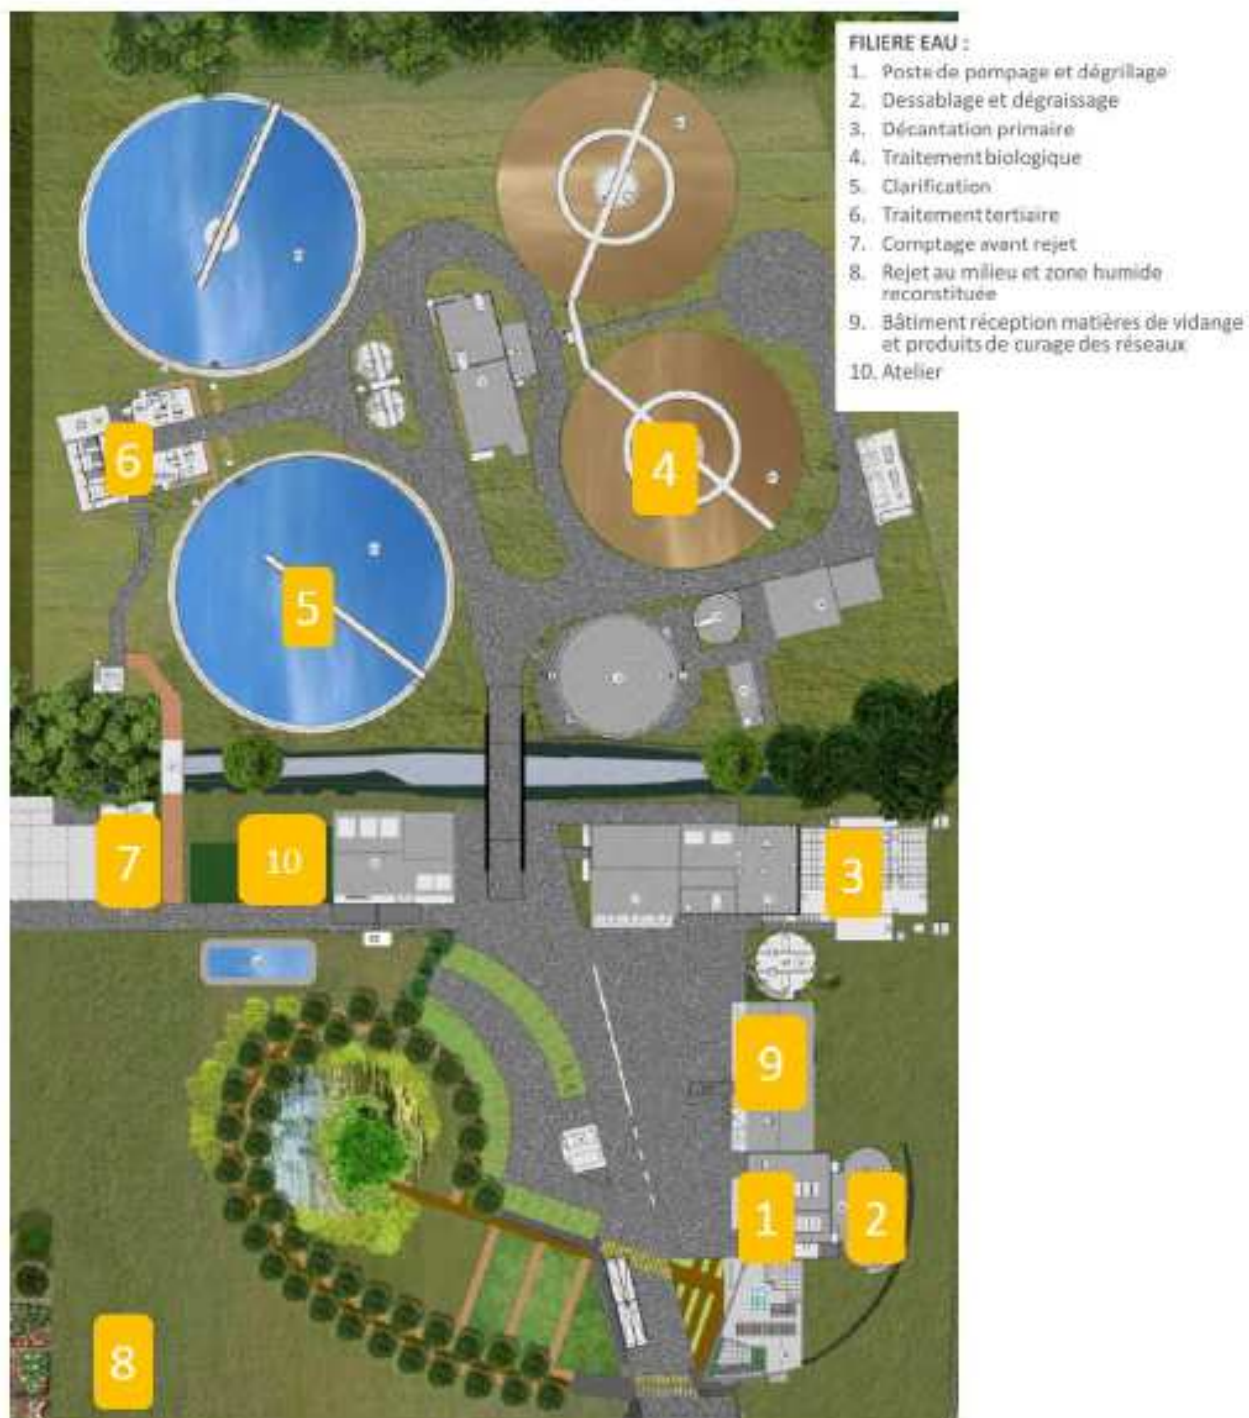 FILIERE EAU :
1. Poste de pompage et dégrillage
2. Dessablage et dégraissage
3. Décantation primaire
4. Traitement biologique
5. Clarification
6. Traitement tertiaire
7. Comptage avant rejet
8. Rejet au milieu et zone humide
reconstituée
9. Bâtiment réception matières de vidange
et produits de curage des réseaux
10. Atelier
6
4
5
7
10
3
9
1
2
8